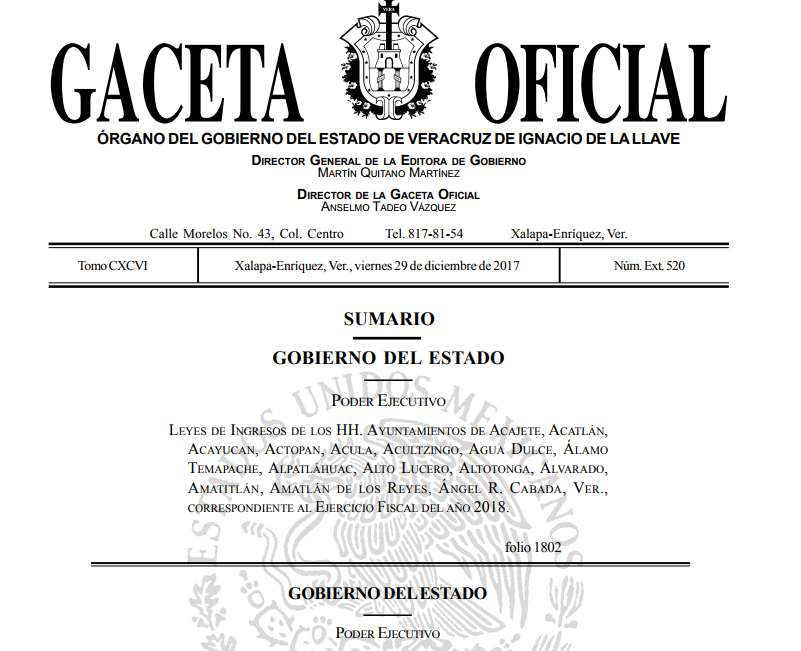 VERA
GACETA OFICIAL
ÓRGANO DEL GOBIERNO DEL ESTADO DE VERACRUZ DE IGNACIO DE LA LLAVE
DIRECTOR GENERAL DE LA EDITORA DE GOBIERNO
MARTÍN QUITANO MARTÍNEZ
DIRECTOR DE LA GACETA OFICIAL
ANSELMO TADEO VÁZQUEZ
Calle Morelos No. 43, Col. Centro Tel. 817-81-54 Xalapa-Enríquez, Ver.
Tomo CXCVI Xalapa-Enríquez, Ver., viernes 29 de diciembre de 2017 Núm. Ext. 520
SUMARIO
GOBIERNO DEL ESTADO
ESTADOS UNIDOS MEXICANOS
PODER EJECUTIVO
LEYES DE INGRESOS DE LOS HH. AYUNTAMIENTOS DE ACAJETE, ACATLÁN,
ACAYUCAN, ACTOPAN, ACULA, ACULTZINGO, AGUA DULCE, ÁLAMO
TEMAPACHE, ALPATLÁHUAC, ALTO LUCERO, ALTOTONGA, ALVARADO,
AMATITLÁN, AMATLÁN DE LOS REYES, ÁNGEL R. CABADA, VER.,
CORRESPONDIENTE AL EJERCICIO FISCAL DEL AÑO 2018.
folio 1802
GOBIERNO DEL ESTADO
PODER EJECUTIVO